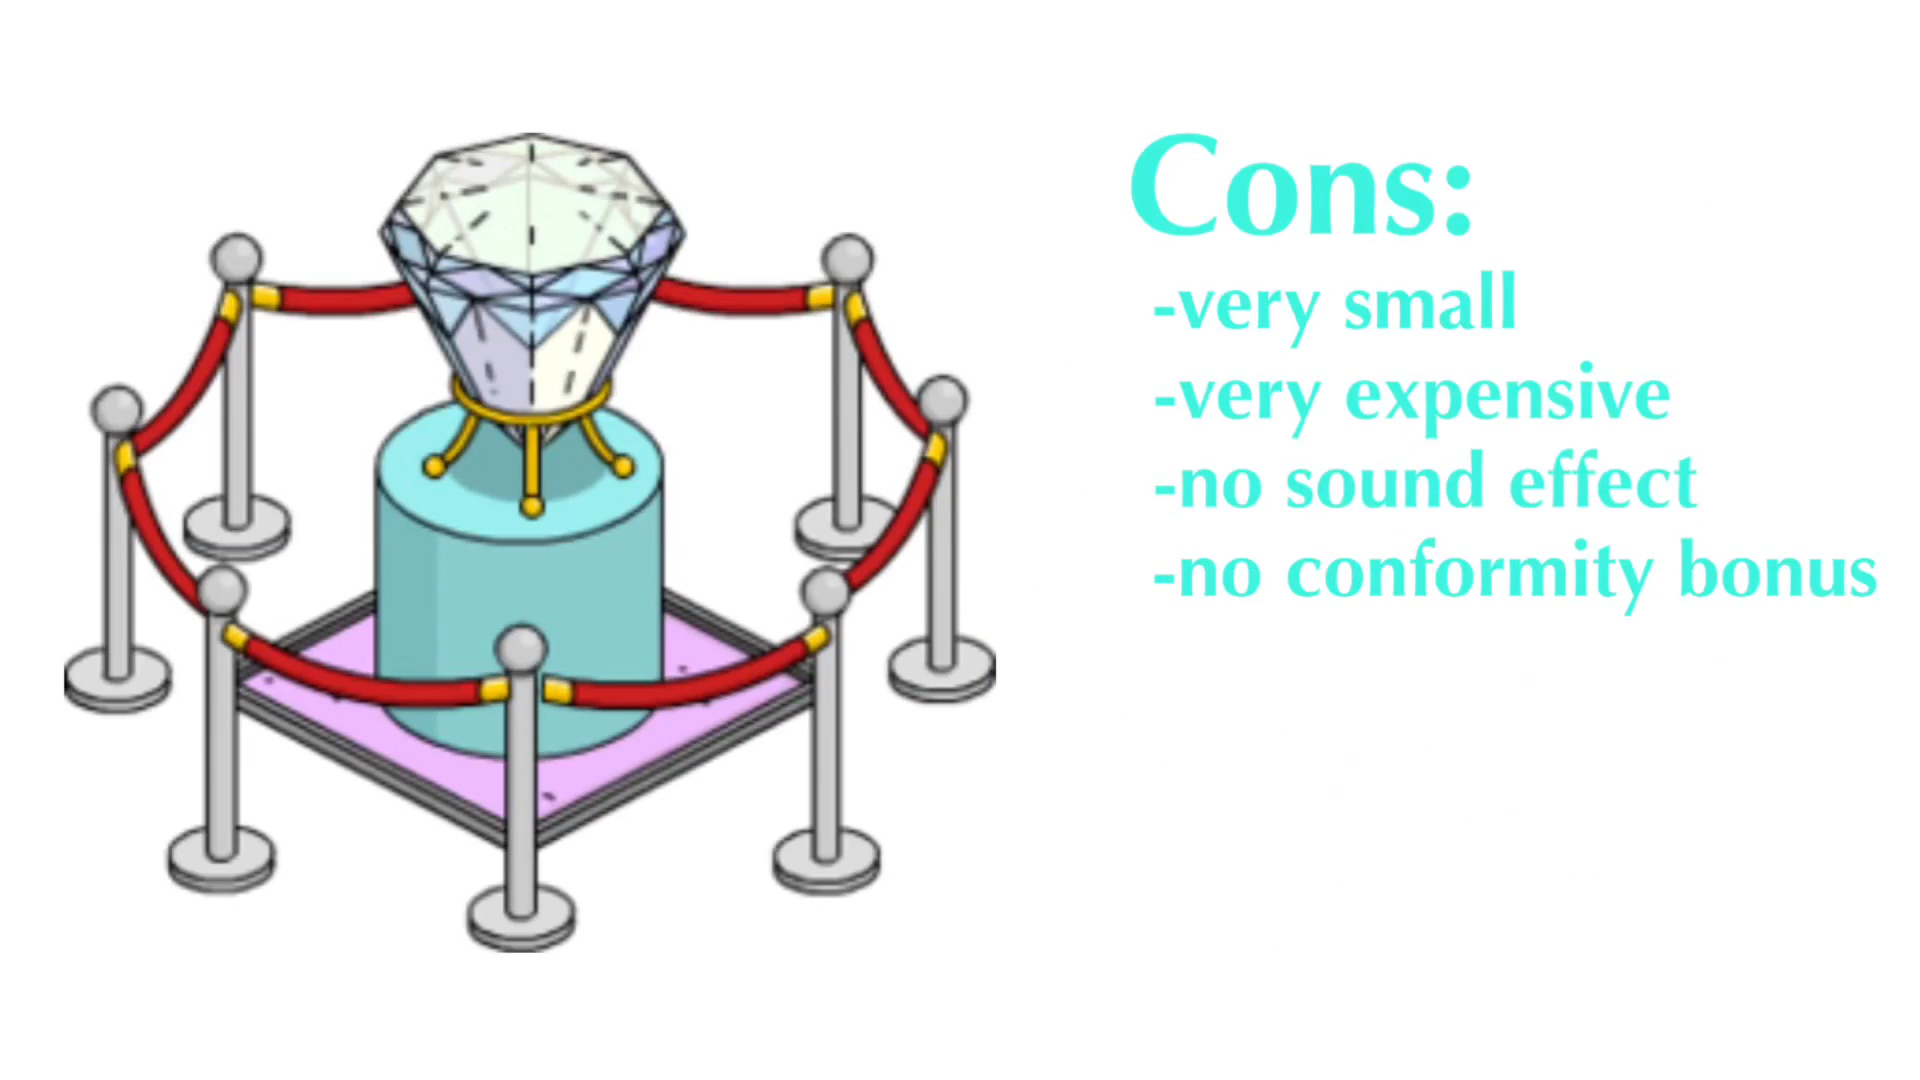 Cons:
-very small
-very expensive
-no sound effect
-no conformity bonus